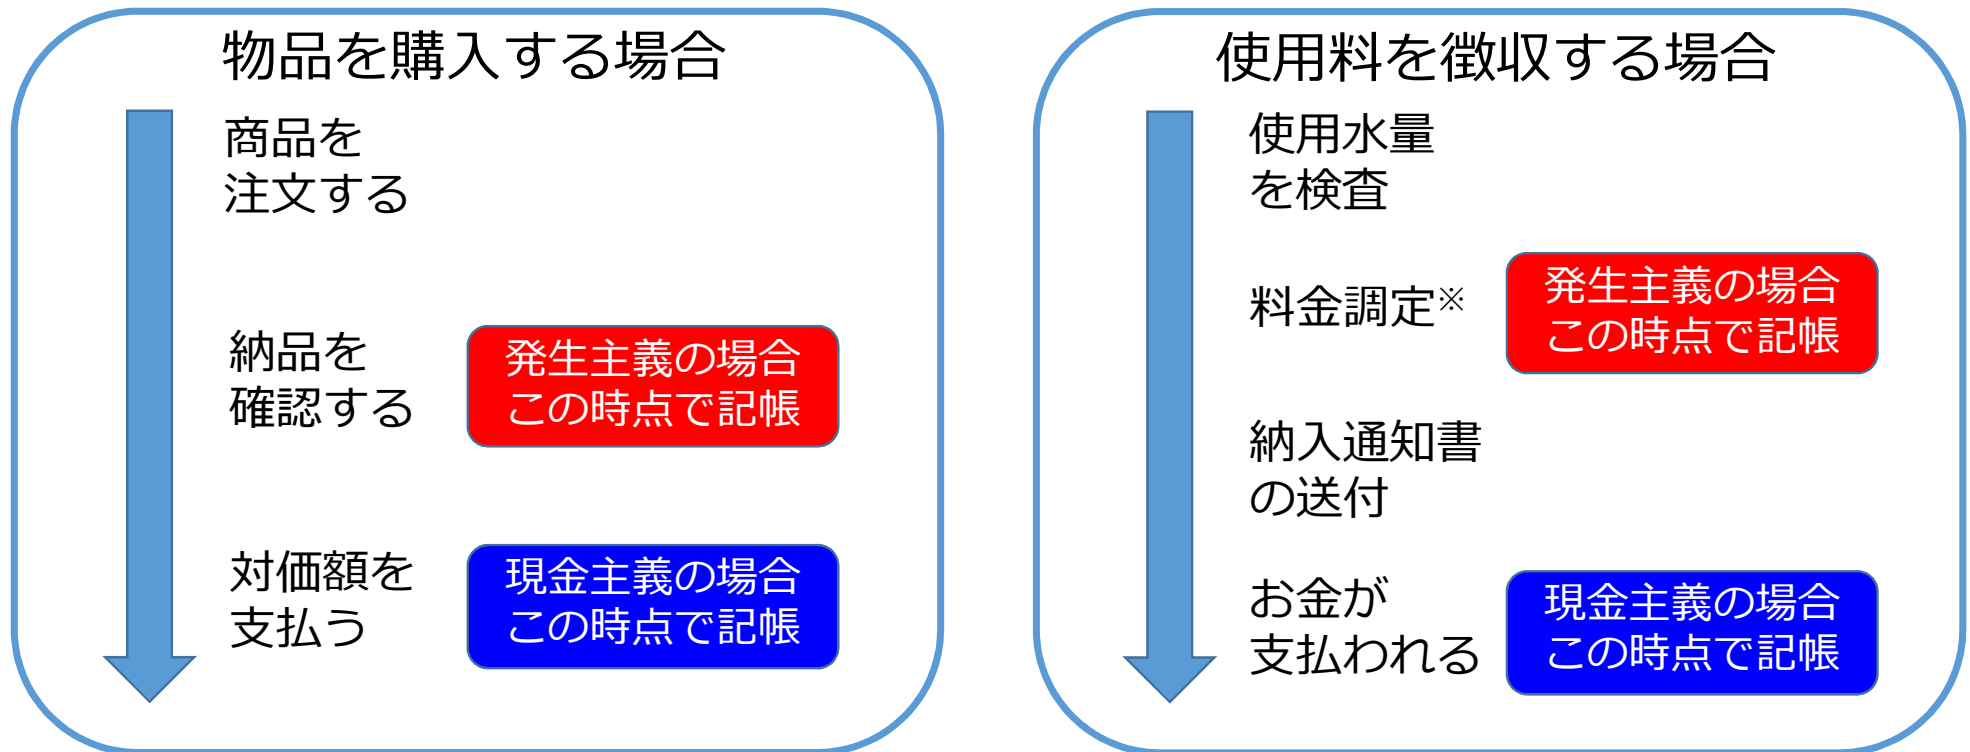 物品を購入する場合
商品を
注文する
納品を
確認する
発生主義の場合
この時点で記帳
対価額を
支払う
現金主義の場合
この時点で記帳
使用料を徴収する場合
使用水量
を検査
料金調定※
発生主義の場合
この時点で記帳
納入通知書
の送付
お金が
支払われる
現金主義の場合
この時点で記帳